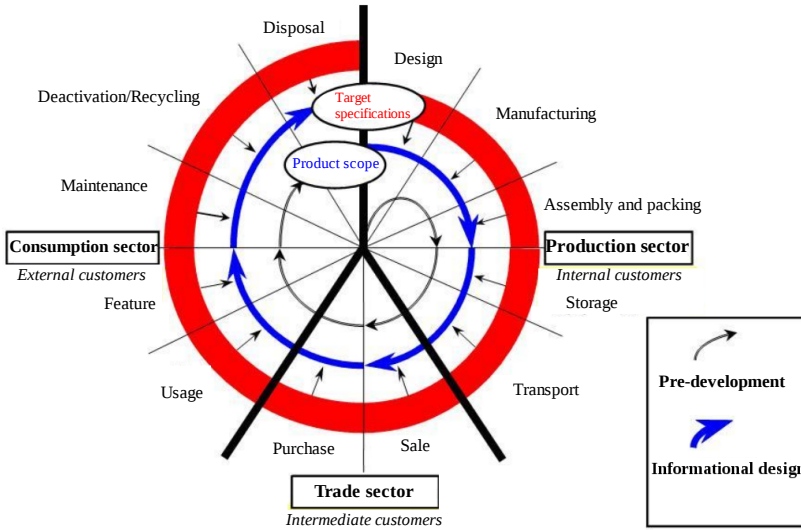 Disposal
Design
Deactivation/Recycling
Target
specifications
Manufacturing
Product scope
Maintenance
Assembly and packing
Consumption sector
External customers
Production sector
Internal customers
Feature
Storage
Usage
Transport
Purchase
Sale
Trade sector
Intermediate customers
Pre-development
Informational design